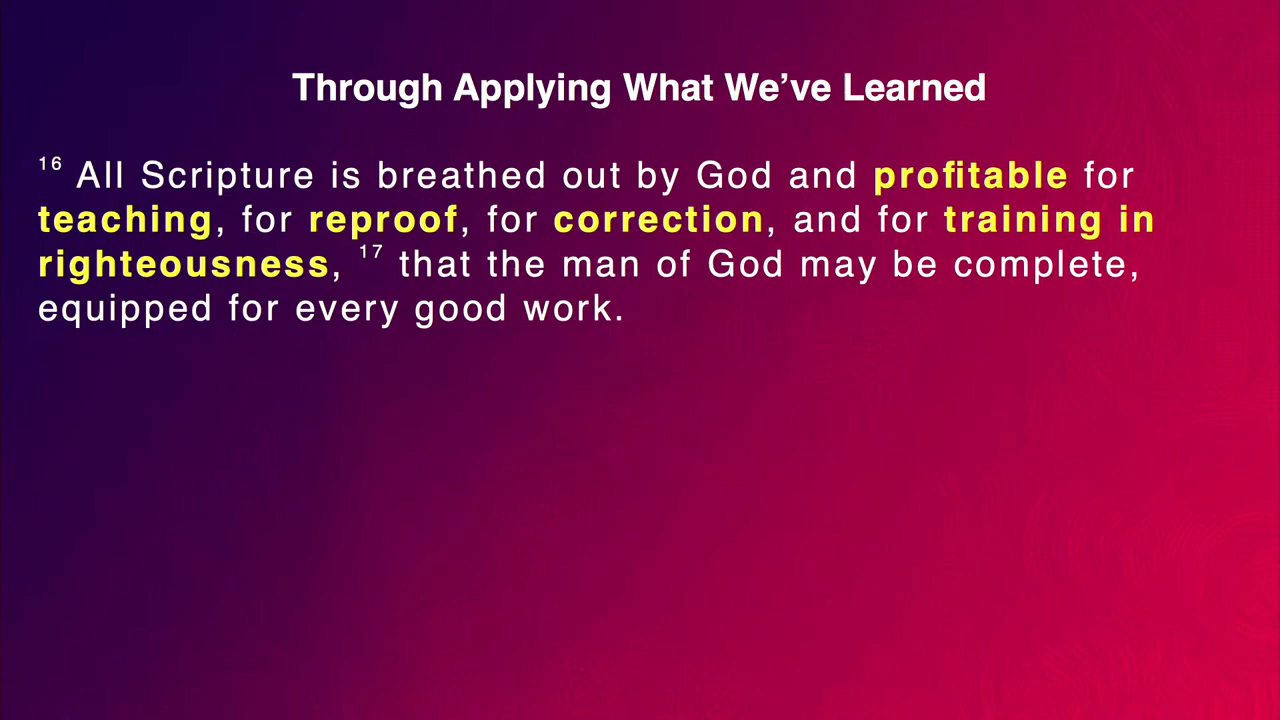 Through Applying What We’ve Learned
16 All Scripture is breathed out by God and profitable for
teaching, for reproof, for correction, and for training in
righteousness, 17 that the man of God may be complete,
equipped for every good work.